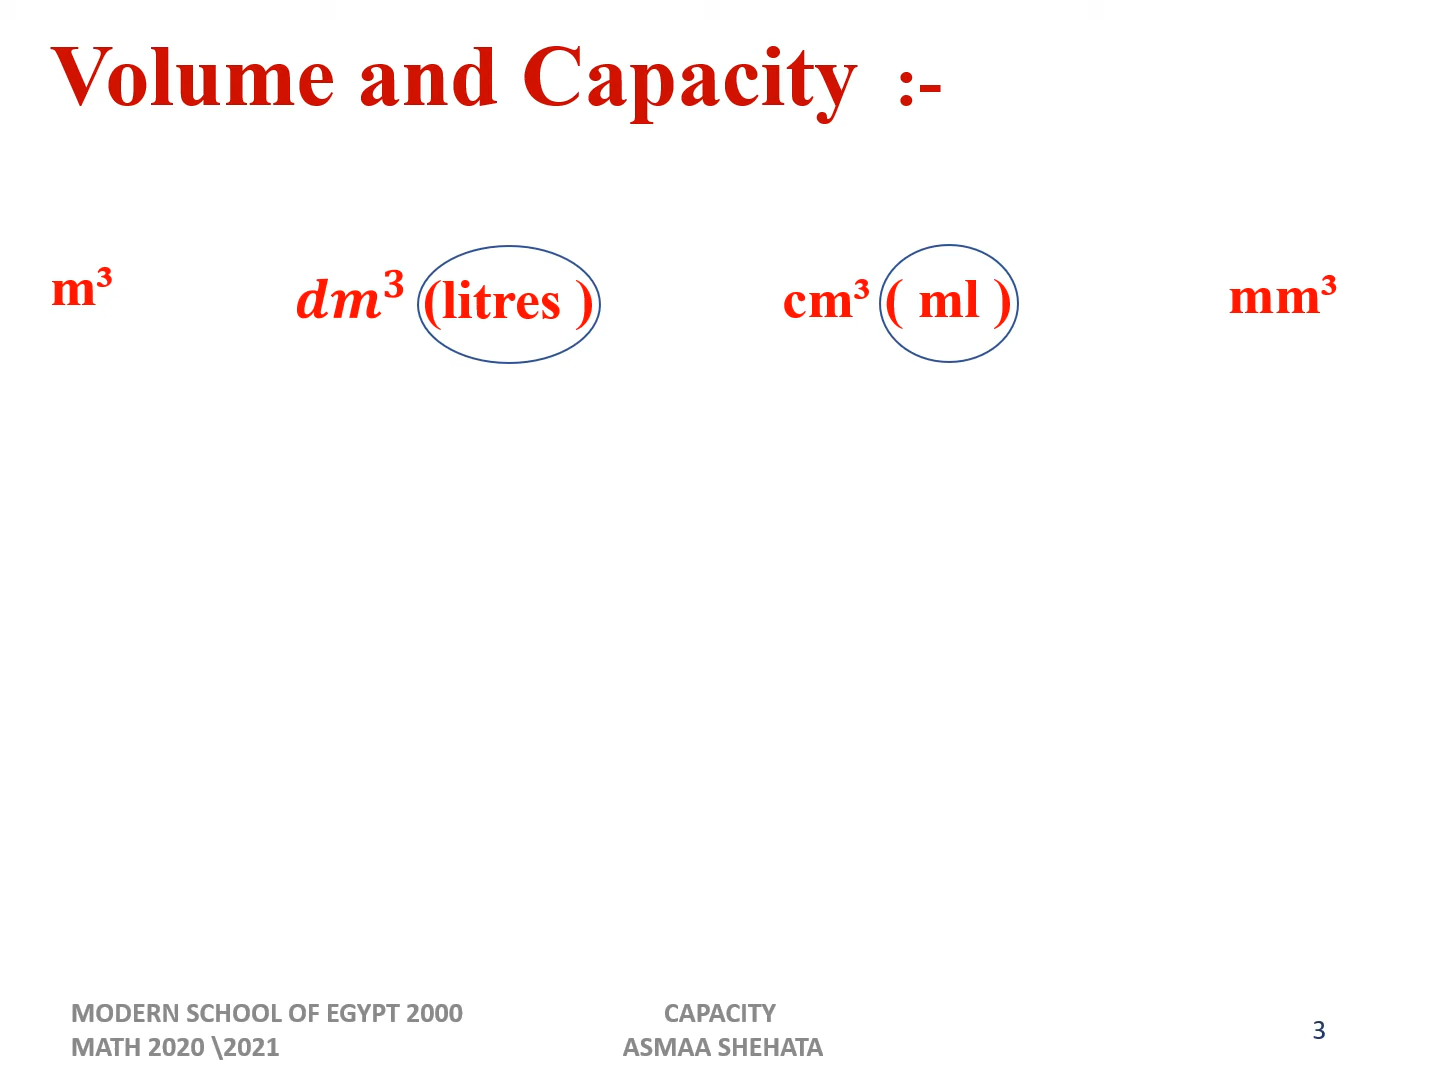 Volume and Capacity :-
m³ dm³ (litres ) cm³ ( ml ) mm³
MODERN SCHOOL OF EGYPT 2000
MATH 2020 \2021
CAPACITY
ASMAA SHEHATA
3